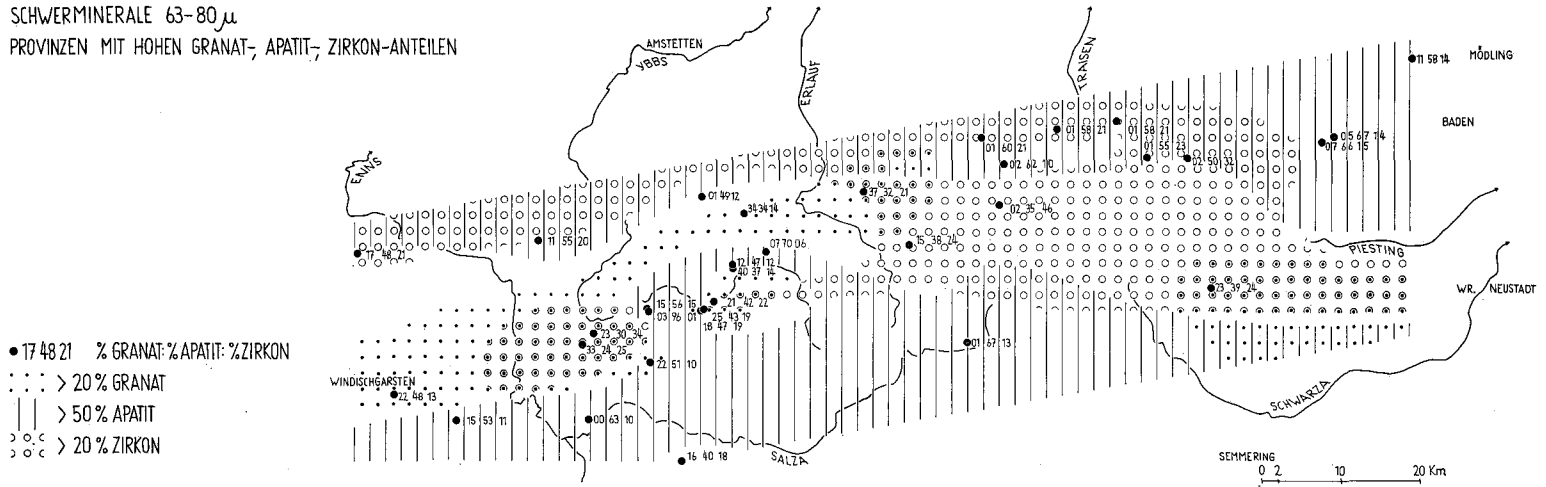 SCHWERMINERALE 63-80 µ
PROVINZEN MIT HOHEN GRANAT-, APATIT-, ZIRKON-ANTEILEN
AMSTETTEN
YBBS
ERLAUF
TRAISEN
11 58 14
MÖDLING
BADEN
05 67 14
07 66 15
01 58 21
01 58 21
01 60 21
01 55 23
02 50 32
02 62 10
ENNS
01 49 12
37 32 21
34 34 14
02 35 46
11 55 20
15 38 24
17 48 21
07 70 06
PIESTING
12 47 12
40 37 14
23 39 24
WR. NEUSTADT
15 56 15
03 96 01
21 42 22
25 43 19
18 47 19
23 30 34
33 24 25
01 67 13
22 51 10
● 17 48 21 % GRANAT: % APATIT: % ZIRKON
> 20 % GRANAT
> 50 % APATIT
> 20 % ZIRKON
WINDISCHGARSTEN
22 48 13
SCHWARZA
15 53 11
00 63 10
16 40 18
SALZA
SEMMERING
0 2 10 20 Km